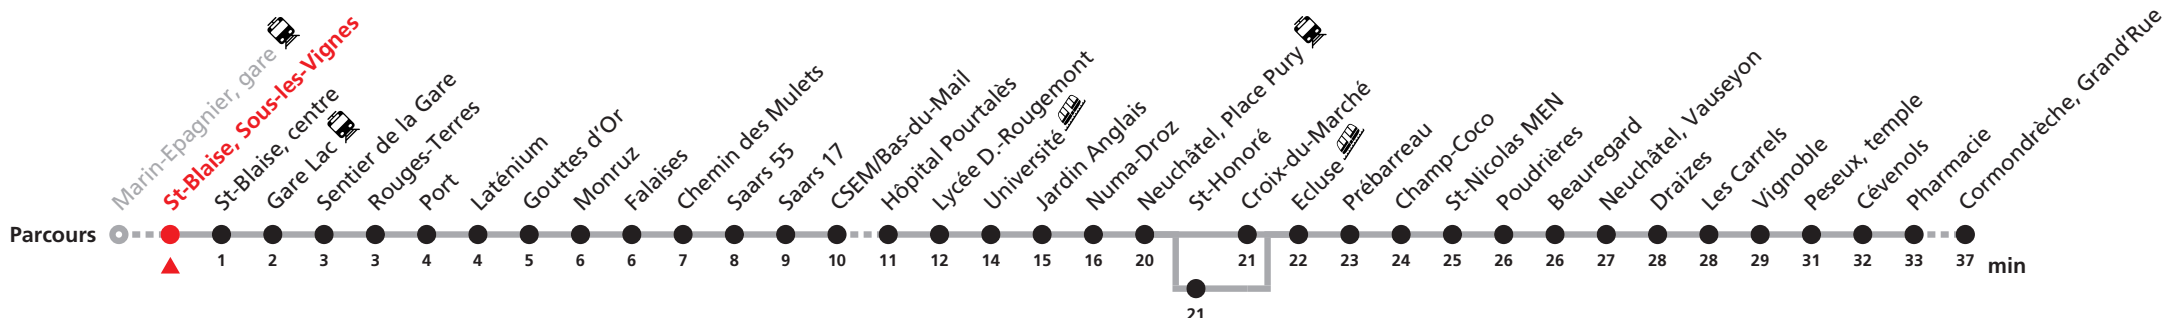 Marin-Epagnier, gare
St-Blaise, Sous-les-Vignes
St-Blaise, centre
Gare Lac
Sentier de la Gare
Rouges-Terres
Port
Laténium
Gouttes d'Or
Monruz
Falaises
Chemin des Mulets
Saars 55
Saars 17
CSEM/Bas-du-Mail
Hôpital Pourtalès
Lycée D.-Rougemont
Université
Jardin Anglais
Numa-Droz
Neuchâtel, Place Pury
St-Honoré
Croix-du-Marché
Ecluse
Prébarreau
Champ-Coco
St-Nicolas MEN
Poudrières
Beauregard
Neuchâtel, Vauseyon
Draizes
Les Carrels
Vignoble
Peseux, temple
Cévenols
Pharmacie
Cormondrèche, Grand'Rue
Parcours
1 2 3 3 4 4 5 6 6 7 8 9 10 11 12 14 15 16 20 21 22 23 24 25 26 26 27 28 28 29 31 32 33 37 min
21